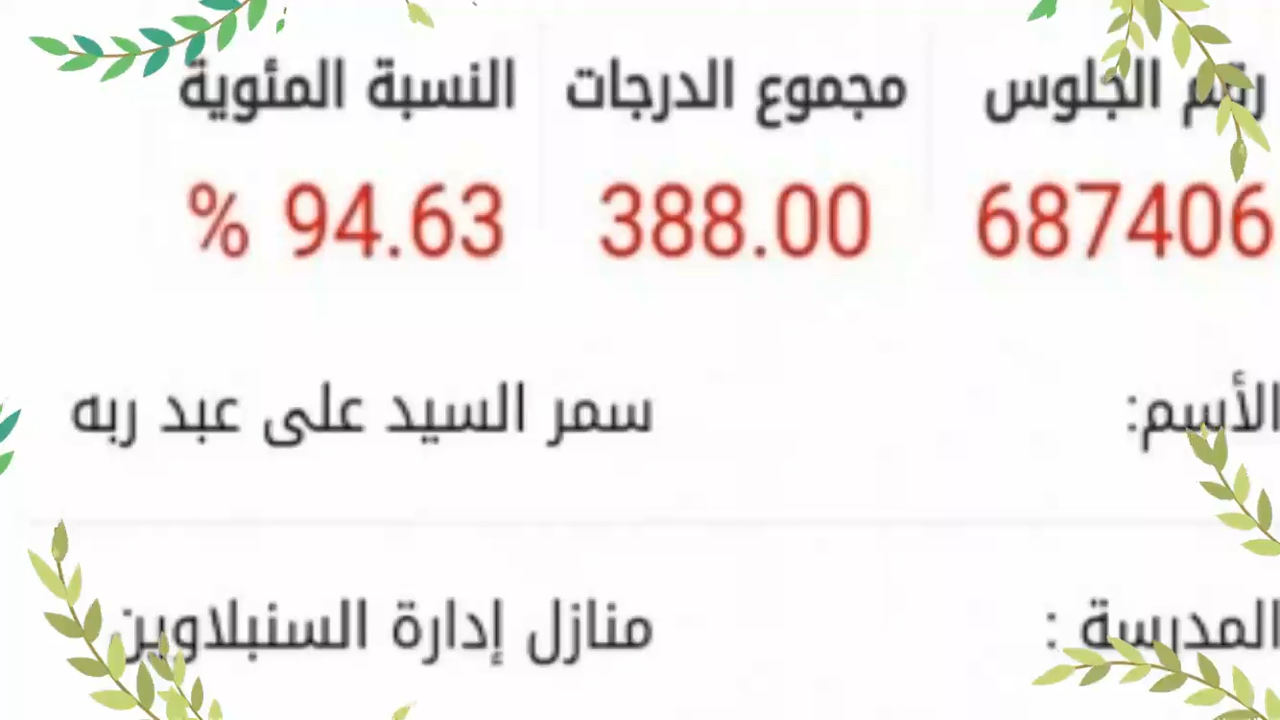 رقم الجلوس مجموع الدرجات النسبة المئوية
687406 388.00 94.63 %
الأسم: سمر السيد على عبد ربه
المدرسة : منازل إدارة السنبلاوين